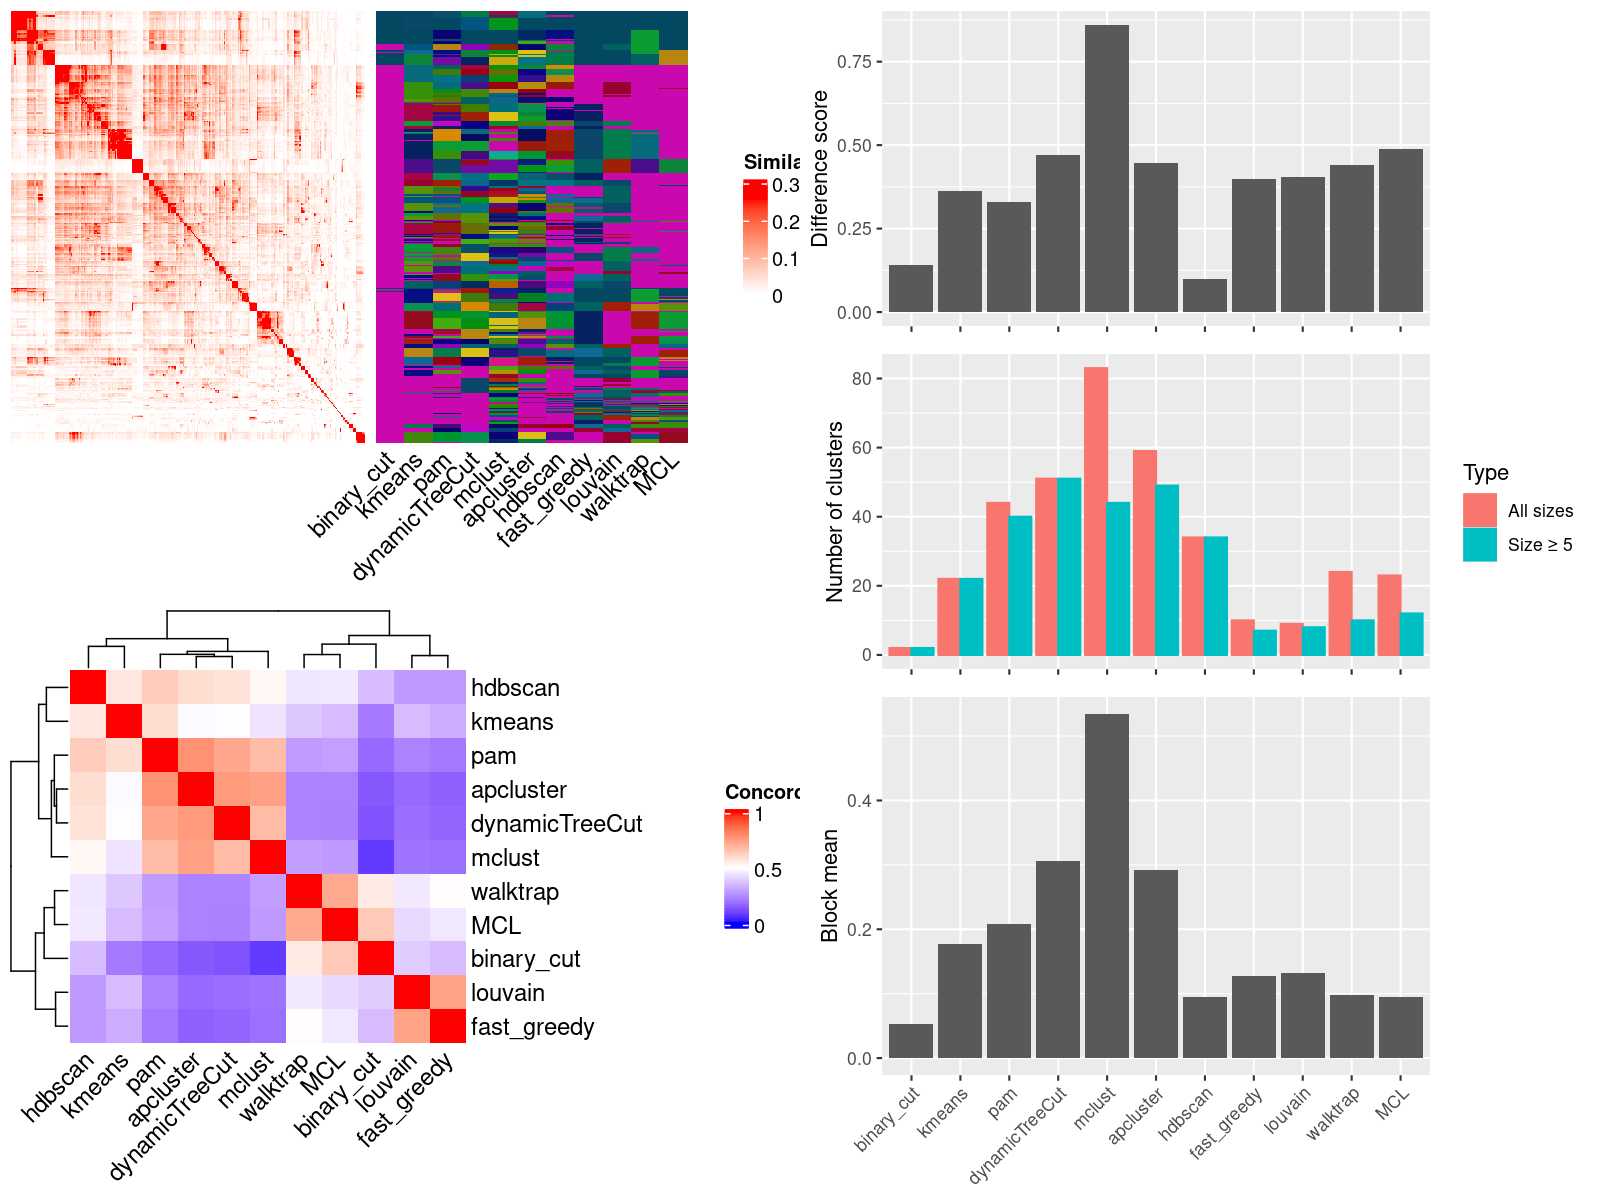 Simila
0.3
0.2
0.1
0
binary_cut
kmeans
pam
dynamicTreeCut
mclust
apcluster
hdbscan
fast_greedy
louvain
walktrap
MCL
hdbscan
kmeans
pam
apcluster
dynamicTreeCut
mclust
walktrap
MCL
binary_cut
louvain
fast_greedy
hdbscan
kmeans
pam
apcluster
dynamicTreeCut
mclust
walktrap
MCL
binary_cut
louvain
fast_greedy
Concord
1
0.5
0
Difference score
0.75
0.50
0.25
0.00
Number of clusters
80
60
40
20
0
Type
All sizes
Size ≥ 5
Block mean
0.4
0.2
0.0
binary_cut
kmeans
pam
dynamicTreeCut
mclust
apcluster
hdbscan
fast_greedy
louvain
walktrap
MCL